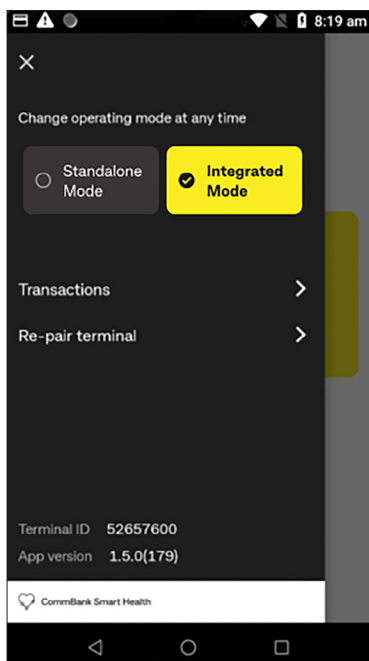 8:19 am
Change operating mode at any time
Standalone
Mode
Integrated
Mode
Transactions
Re-pair terminal
Terminal ID 52657600
App version 1.5.0(179)
CommBank Smart Health